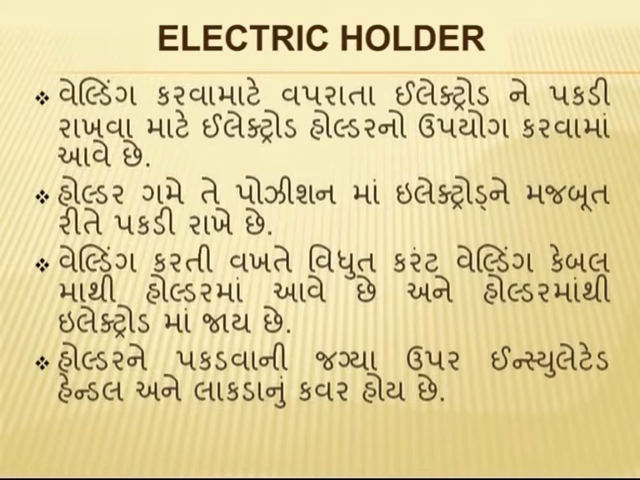 ELECTRIC HOLDER
❖ વેલ્ડિંગ કરવામાટે વપરાતા ઈલેક્ટ્રોડ ને પકડી
રાખવા માટે ઈલેક્ટ્રોડ હોલ્ડરનો ઉપયોગ કરવામાં
આવે છે.
❖ હોલ્ડર ગમે તે પોઝીશન માં ઇલેક્ટ્રોડ્ને મજબૂત
રીતે પકડી રાખે છે.
❖ વેલ્ડિંગ કરતી વખતે વિધુત કરંટ વેલ્ડિંગ કેબલ
માથી હોલ્ડરમાં આવે છે અને હોલ્ડરમાંથી
ઇલેક્ટ્રોડ માં જાય છે.
❖ હોલ્ડરને પકડવાની જગ્યા ઉપર ઈન્સ્યુલેટેડ
હેન્ડલ અને લાકડાનું કવર હોય છે.